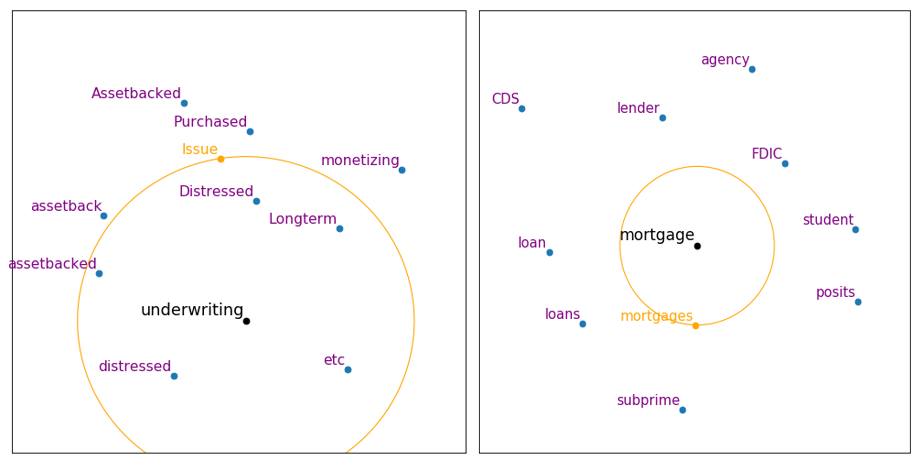 Assetbacked
Purchased
Issue
monetizing
Distressed
assetback
Longterm
assetbacked
underwriting
etc
distressed
agency
CDS
lender
FDIC
student
mortgage
loan
posits
loans
mortgages
subprime